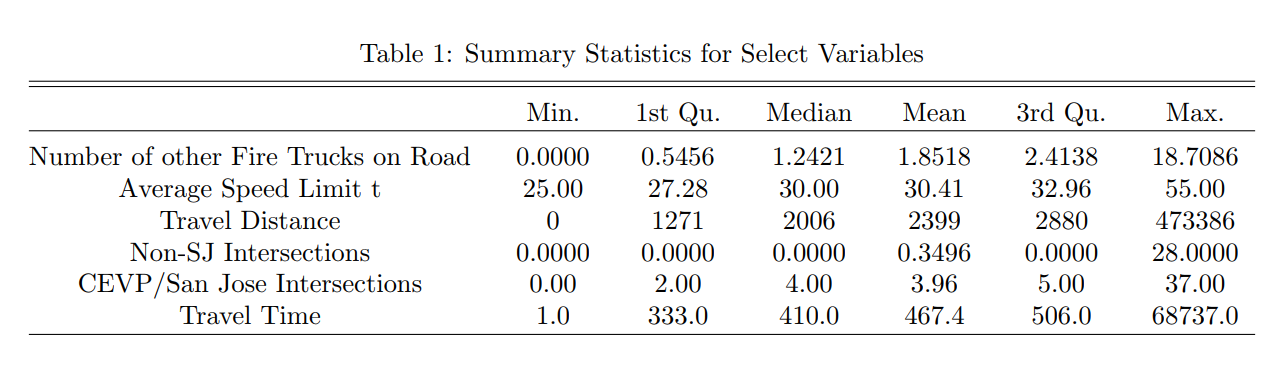 Table 1: Summary Statistics for Select Variables
Min. 1st Qu. Median Mean 3rd Qu. Max.
Number of other Fire Trucks on Road 0.0000 0.5456 1.2421 1.8518 2.4138 18.7086
Average Speed Limit t 25.00 27.28 30.00 30.41 32.96 55.00
Travel Distance 0 1271 2006 2399 2880 473386
Non-SJ Intersections 0.0000 0.0000 0.0000 0.3496 0.0000 28.0000
CEVP/San Jose Intersections 0.00 2.00 4.00 3.96 5.00 37.00
Travel Time 1.0 333.0 410.0 467.4 506.0 68737.0